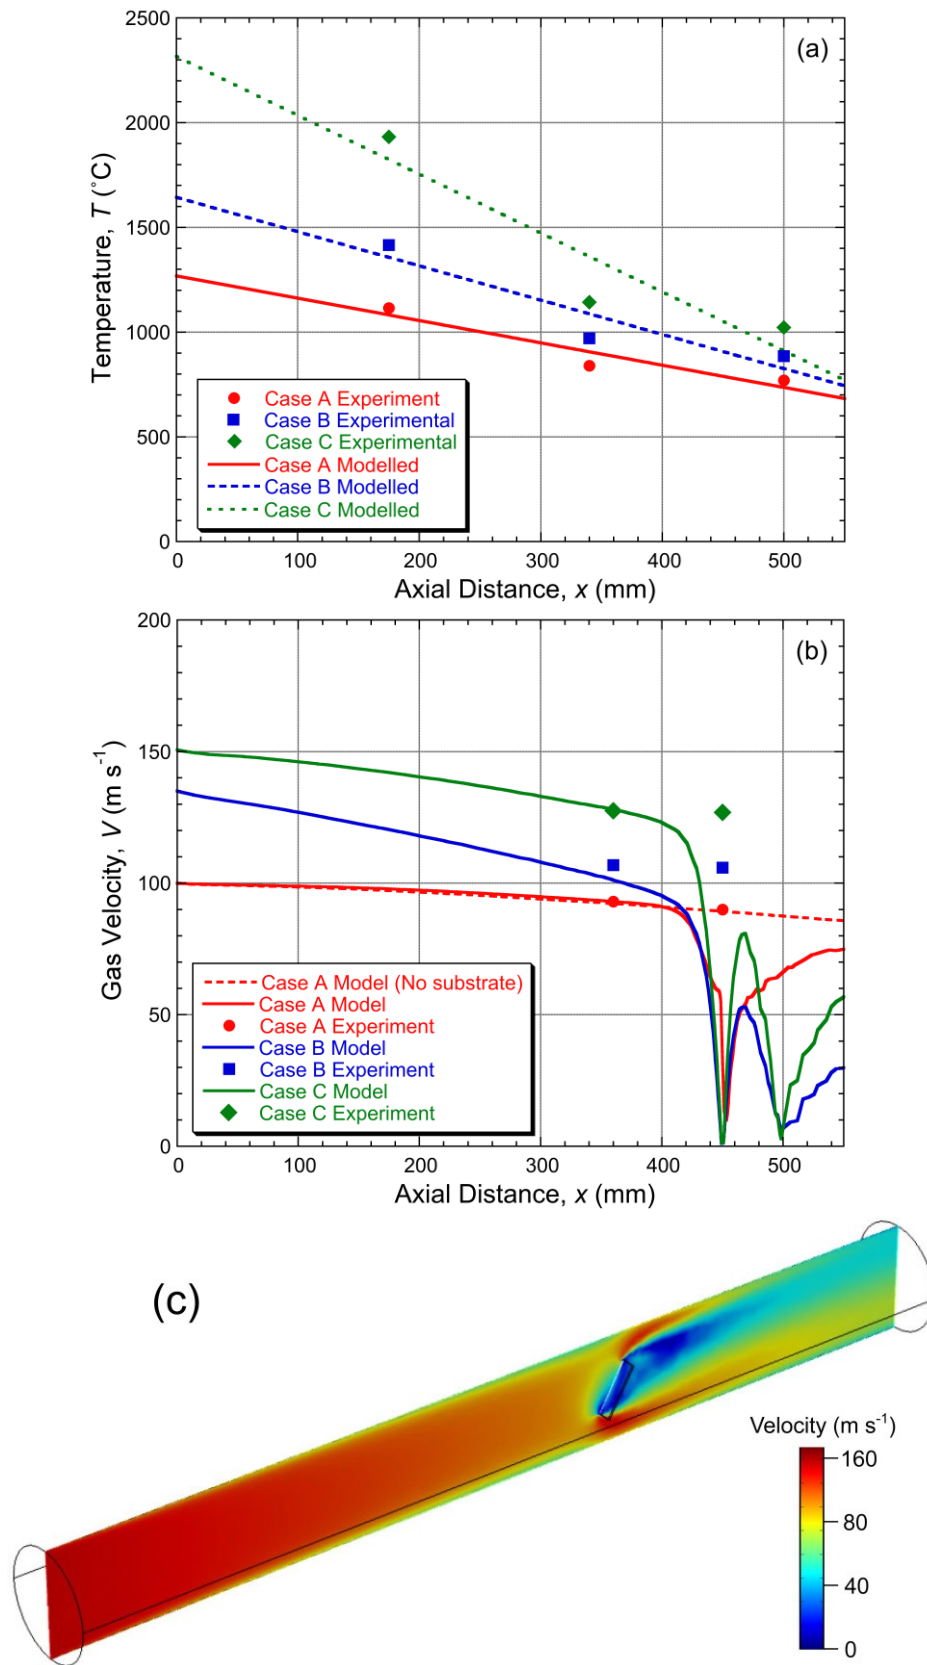 (a)
2500
2000
1500
1000
500
0
Temperature, T (°C)
Case A Experiment
Case B Experimental
Case C Experimental
Case A Modelled
Case B Modelled
Case C Modelled
0 100 200 300 400 500
Axial Distance, x (mm)
(b)
200
150
100
50
0
Gas Velocity, V (m s⁻¹)
Case A Model (No substrate)
Case A Model
Case A Experiment
Case B Model
Case B Experiment
Case C Model
Case C Experiment
0 100 200 300 400 500
Axial Distance, x (mm)
(c)
Velocity (m s⁻¹)
160
80
40
0